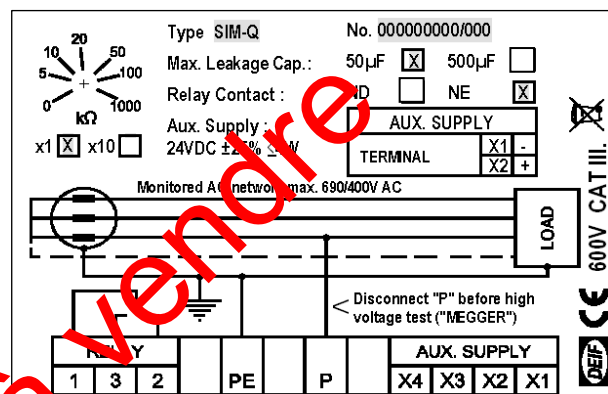 Type SIM-Q
No. 000000000/000
Max. Leakage Cap.: 50µF X 500µF
Relay Contact : ND NE X
Aux. Supply :
24VDC ±25%
AUX. SUPPLY
TERMINAL X1 -
X2 +
0 5 10 20 50 100 1000
kΩ
x1 X x10
Monitored AC network max. 690/400V AC
LOAD
600V CAT III.
Disconnect "P" before high
voltage test ("MEGGER")
RELAY
AUX. SUPPLY
1 3 2 PE P X4 X3 X2 X1
DEIF
à vendre